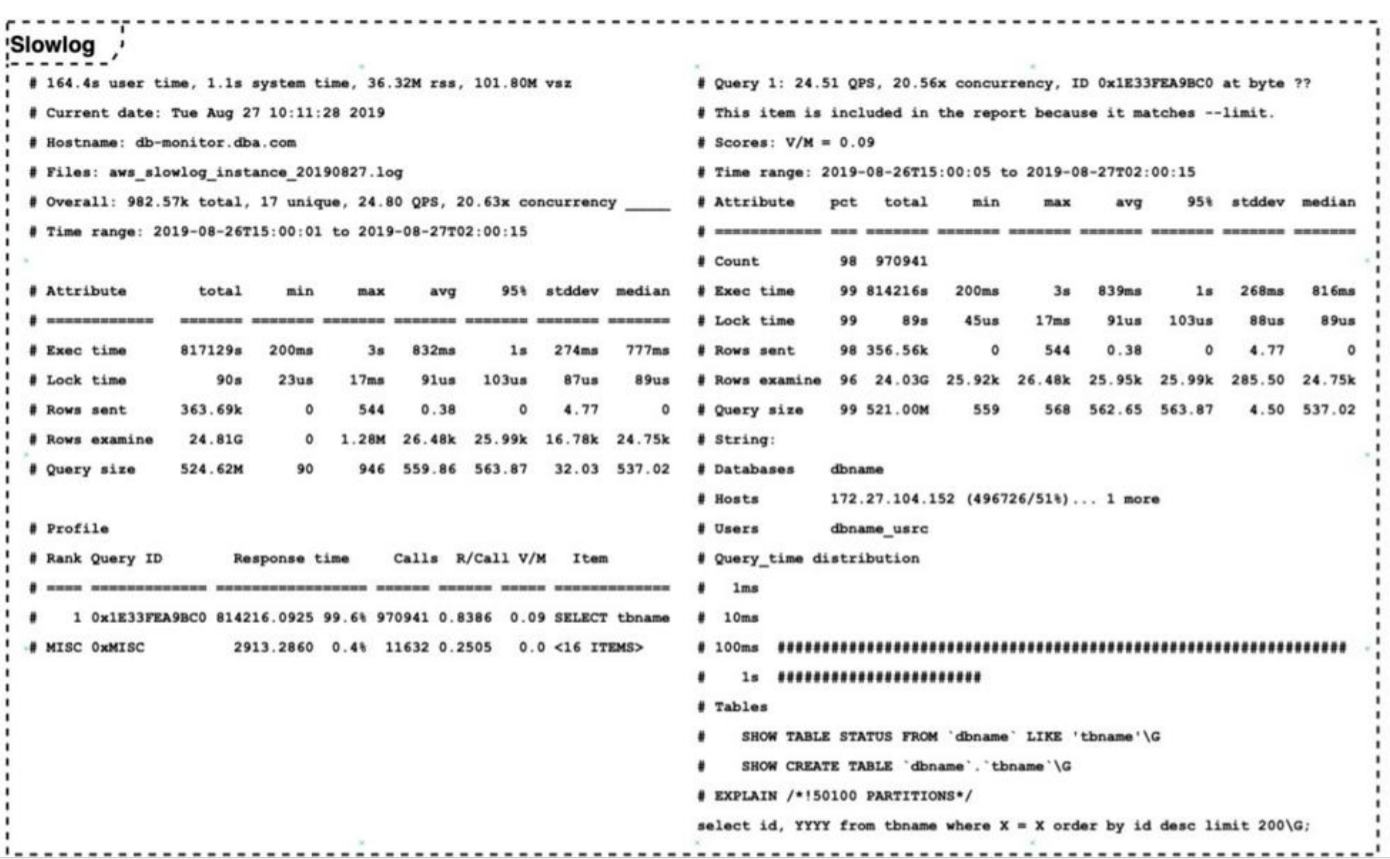 Slowlog
# 164.4s user time, 1.1s system time, 36.32M rss, 101.80M vsz
# Current date: Tue Aug 27 10:11:28 2019
# Hostname: db-monitor.dba.com
# Files: aws_slowlog_instance_20190827.log
# Overall: 982.57k total, 17 unique, 24.80 QPS, 20.63x concurrency _____
# Time range: 2019-08-26T15:00:01 to 2019-08-27T02:00:15
# Attribute total min max avg 95% stddev median
# ============ ======= ======= ======= ======= ======= ======= =======
# Exec time 817129s 200ms 3s 832ms 1s 274ms 777ms
# Lock time 90s 23us 17ms 91us 103us 87us 89us
# Rows sent 363.69k 0 544 0.38 0 4.77 0
# Rows examine 24.81G 0 1.28M 26.48k 25.99k 16.78k 24.75k
# Query size 524.62M 90 946 559.86 563.87 32.03 537.02
# Profile
# Rank Query ID Response time Calls R/Call V/M Item
# ==== ============= ================= ====== ====== ===== =============
# 1 0x1E33FEA9BC0 814216.0925 99.6% 970941 0.8386 0.09 SELECT tbname
# MISC 0xMISC 2913.2860 0.4% 11632 0.2505 0.0 <16 ITEMS>
# Query 1: 24.51 QPS, 20.56x concurrency, ID 0x1E33FEA9BC0 at byte ??
# This item is included in the report because it matches --limit.
# Scores: V/M = 0.09
# Time range: 2019-08-26T15:00:05 to 2019-08-27T02:00:15
# Attribute pct total min max avg 95% stddev median
# ============ === ======= ======= ======= ======= ======= ======= =======
# Count 98 970941
# Exec time 99 814216s 200ms 3s 839ms 1s 268ms 816ms
# Lock time 99 89s 45us 17ms 91us 103us 88us 89us
# Rows sent 98 356.56k 0 544 0.38 0 4.77 0
# Rows examine 96 24.03G 25.92k 26.48k 25.95k 25.99k 285.50 24.75k
# Query size 99 521.00M 559 568 562.65 563.87 4.50 537.02
# String:
# Databases dbname
# Hosts 172.27.104.152 (496726/51%)... 1 more
# Users dbname_usrc
# Query_time distribution
# 1ms
# 10ms
# 100ms ################################################################
# 1s #######################
# Tables
# SHOW TABLE STATUS FROM `dbname` LIKE 'tbname'\G
# SHOW CREATE TABLE `dbname`.`tbname`\G
# EXPLAIN /*!50100 PARTITIONS*/
select id, YYYY from tbname where X = X order by id desc limit 200\G;